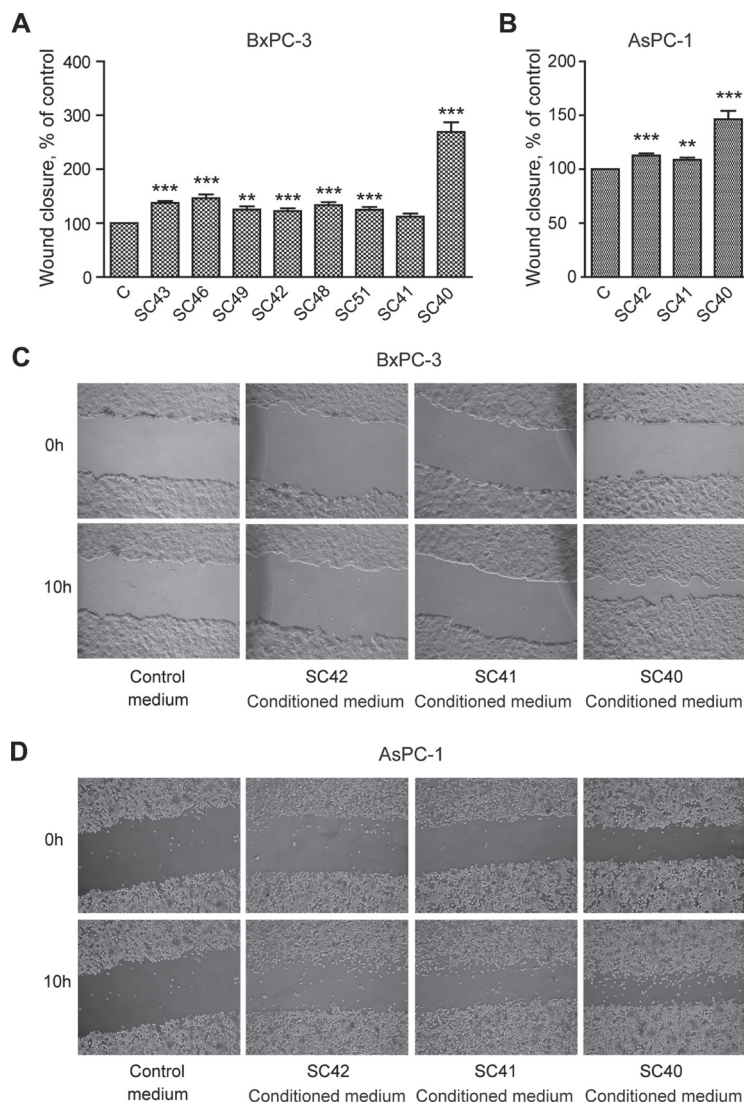 A
BxPC-3
Wound closure, % of control
400
300
200
100
0
***
***
**
***
***
***
***
C
SC43
SC46
SC49
SC42
SC48
SC51
SC41
SC40
B
AsPC-1
Wound closure, % of control
200
150
100
50
0
***
**
***
C
SC42
SC41
SC40
C
BxPC-3
0h
10h
Control
medium
SC42
Conditioned medium
SC41
Conditioned medium
SC40
Conditioned medium
D
AsPC-1
0h
10h
Control
medium
SC42
Conditioned medium
SC41
Conditioned medium
SC40
Conditioned medium